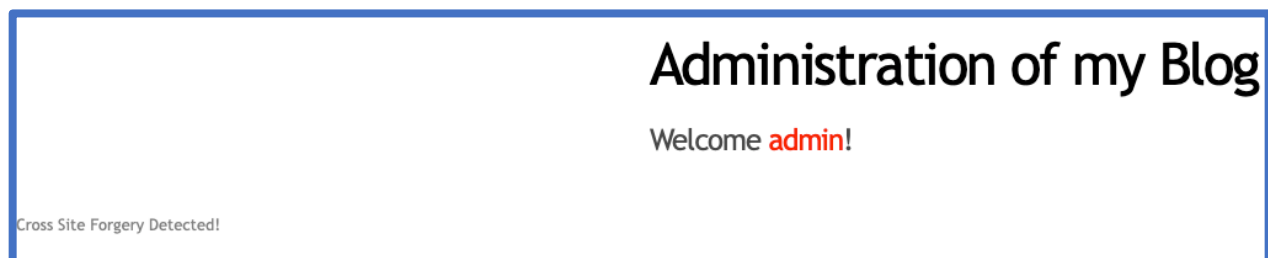 Administration of my Blog
Welcome admin!
Cross Site Forgery Detected!